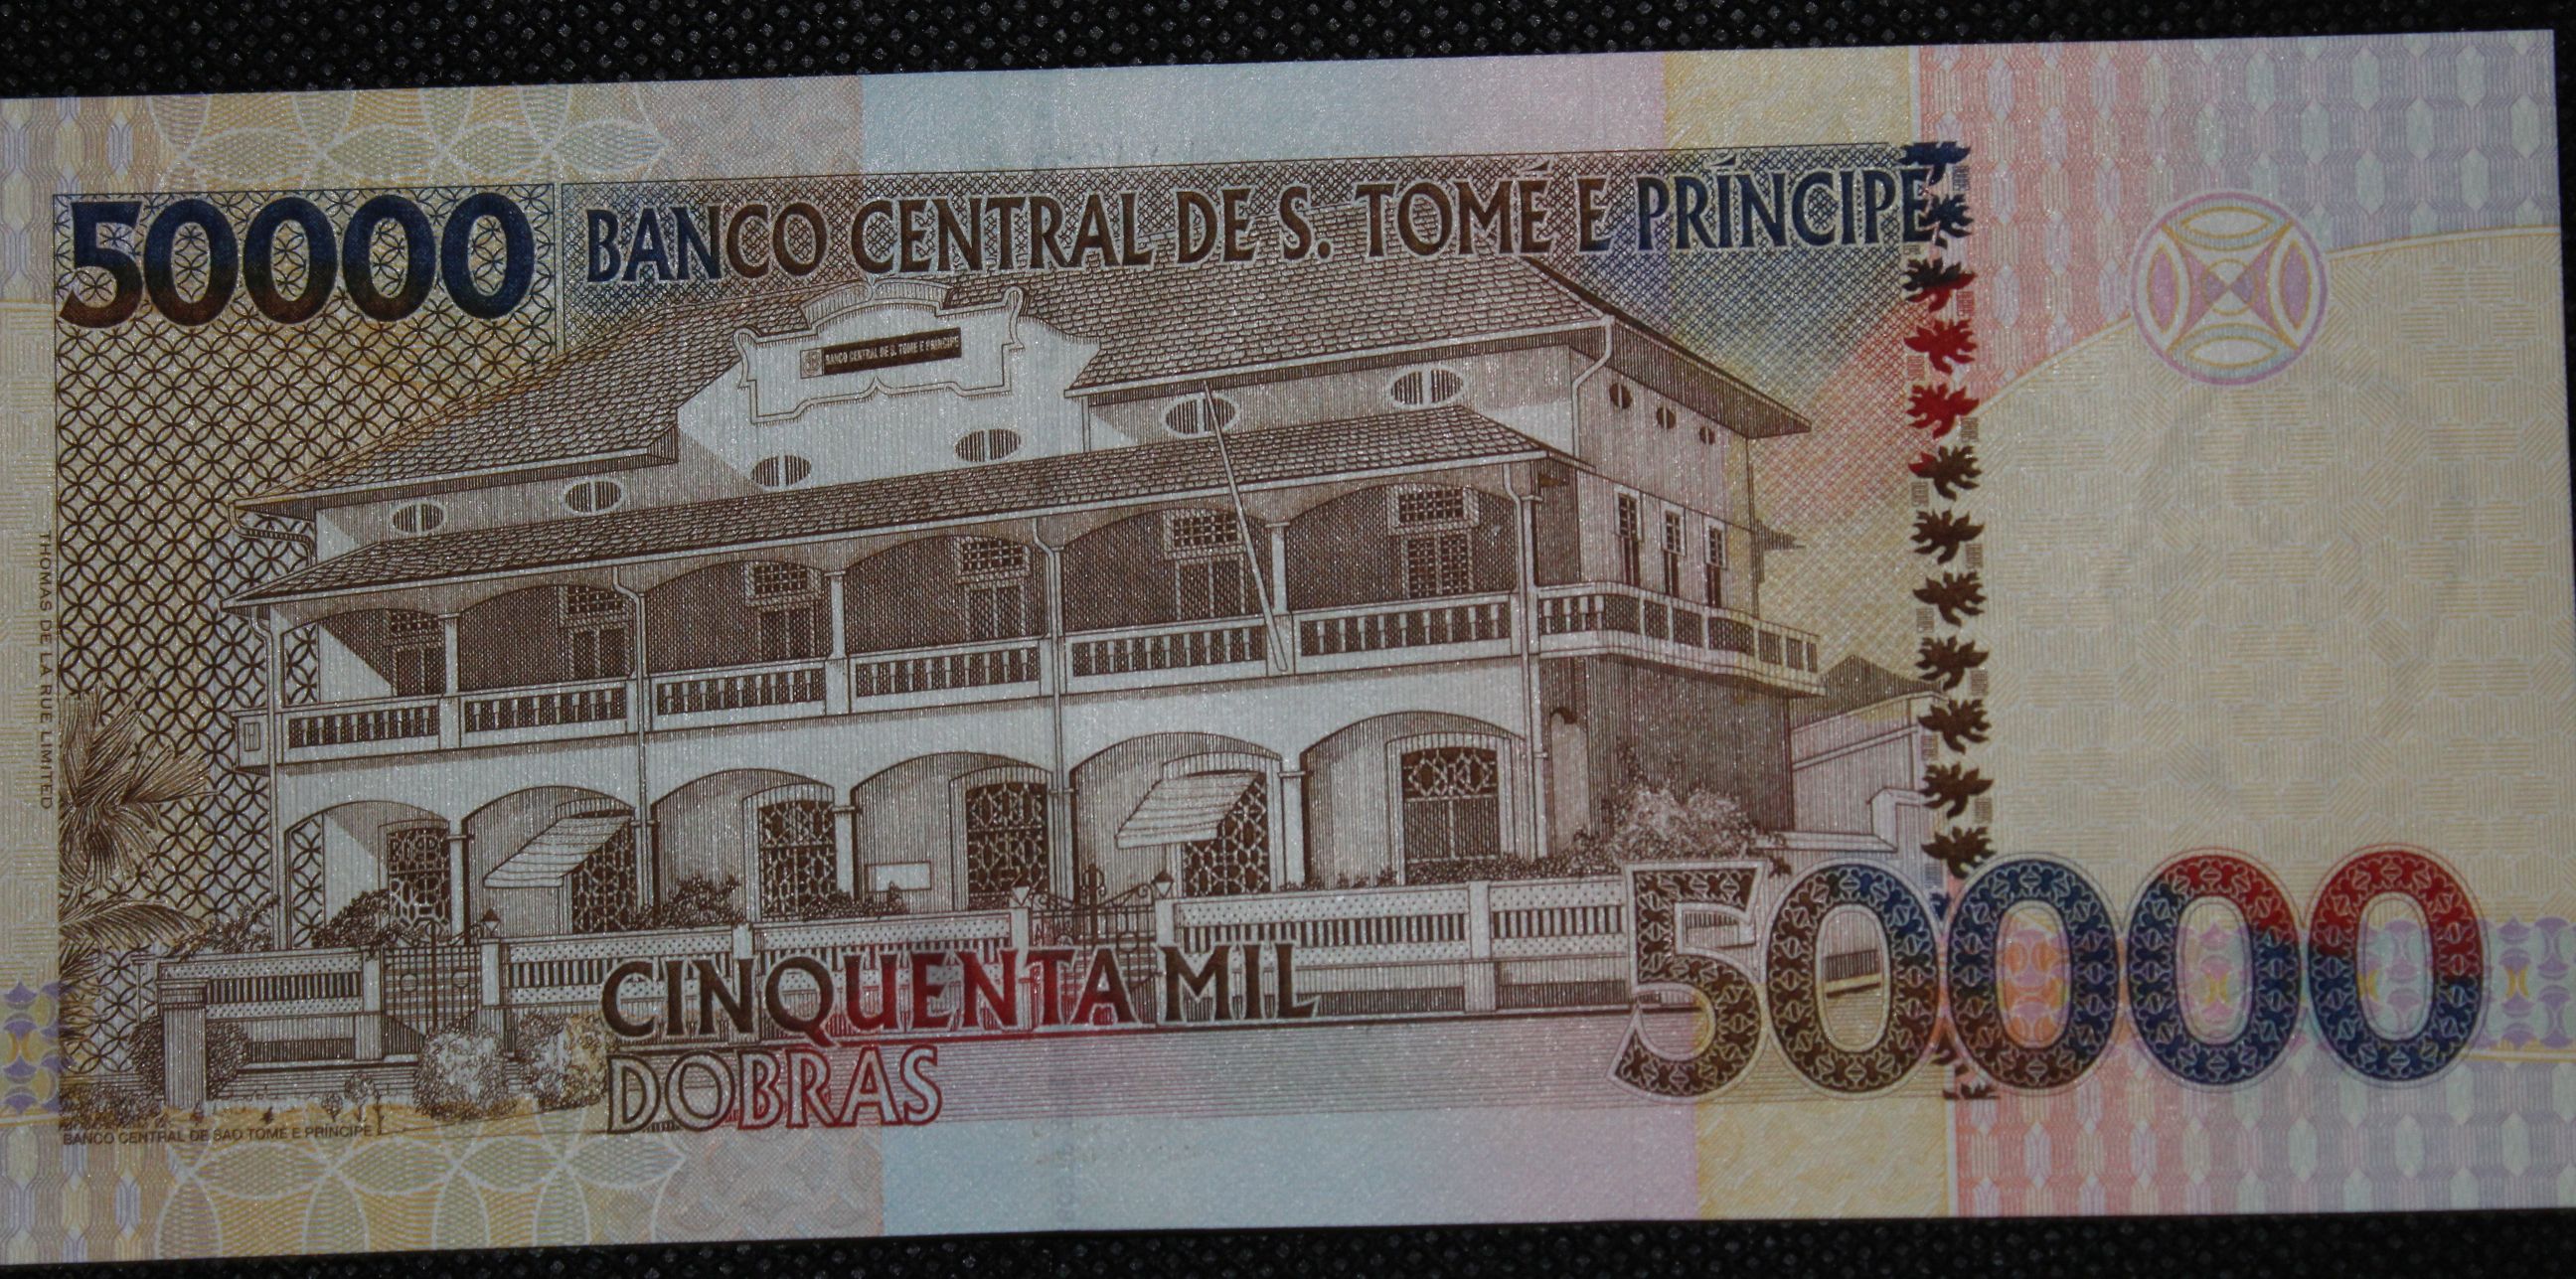 50000
BANCO CENTRAL DE S. TOMÉ E PRÍNCIPE
BANCO CENTRAL DE S. TOMÉ E PRÍNCIPE
THOMAS DE LA RUE LIMITED
CINQUENTA MIL
DOBRAS
50000
BANCO CENTRAL DE SAO TOMÉ E PRÍNCIPE